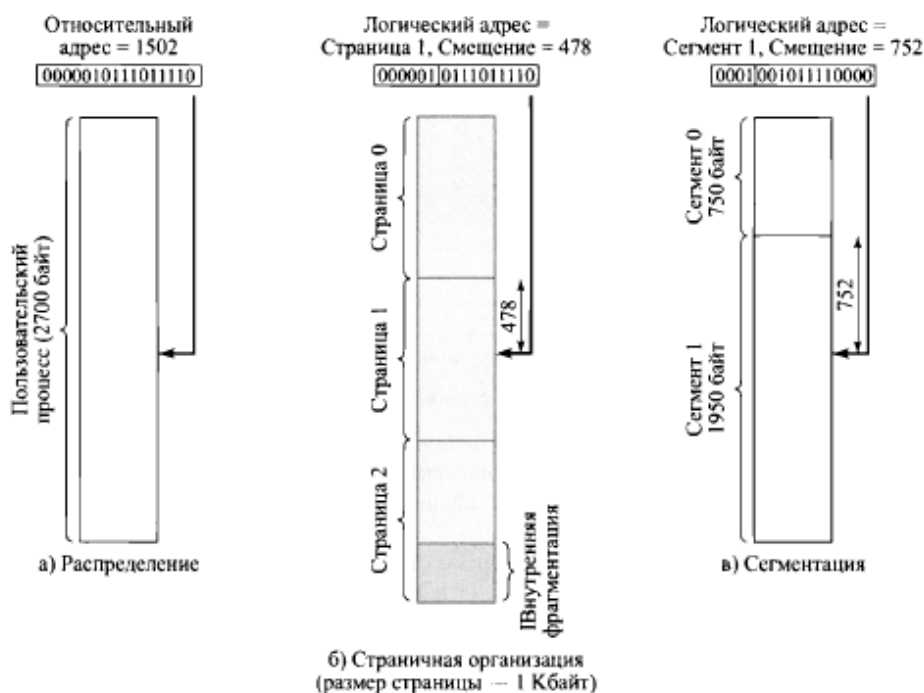 Относительный
адрес = 1502
0000010111011110
Пользовательский
процесс (2700 байт)
а) Распределение
Логический адрес =
Страница 1, Смещение = 478
000001 0111011110
Страница 0
Страница 1
478
Страница 2
IВнутренняя
фрагментация
б) Страничная организация
(размер страницы — 1 Кбайт)
Логический адрес =
Сегмент 1, Смещение = 752
0001 001011110000
Сегмент 0
750 байт
752
Сегмент 1
1950 байт
в) Сегментация